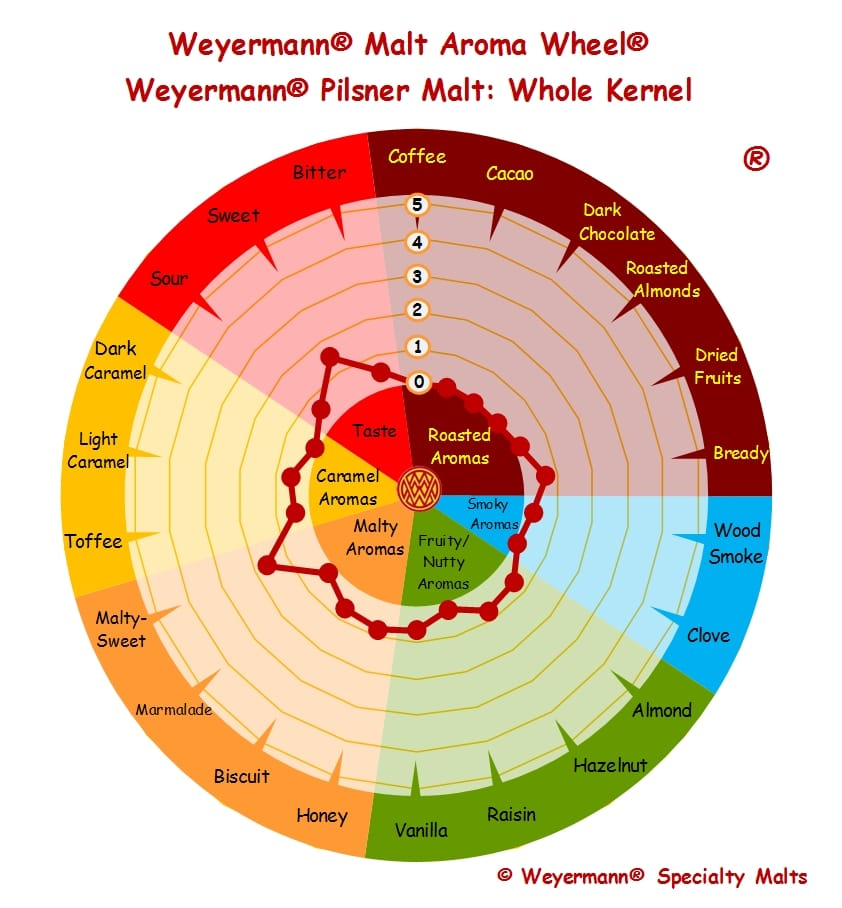 Weyermann® Malt Aroma Wheel®
Weyermann® Pilsner Malt: Whole Kernel
®
Coffee
Cacao
Dark
Chocolate
Roasted
Almonds
Dried
Fruits
Bready
Wood
Smoke
Clove
Almond
Hazelnut
Raisin
Vanilla
Honey
Biscuit
Marmalade
Malty-
Sweet
Toffee
Light
Caramel
Dark
Caramel
Sour
Sweet
Bitter
5
4
3
2
1
0
Taste
Roasted
Aromas
Smoky
Aromas
Fruity/
Nutty
Aromas
Malty
Aromas
Caramel
Aromas
© Weyermann® Specialty Malts